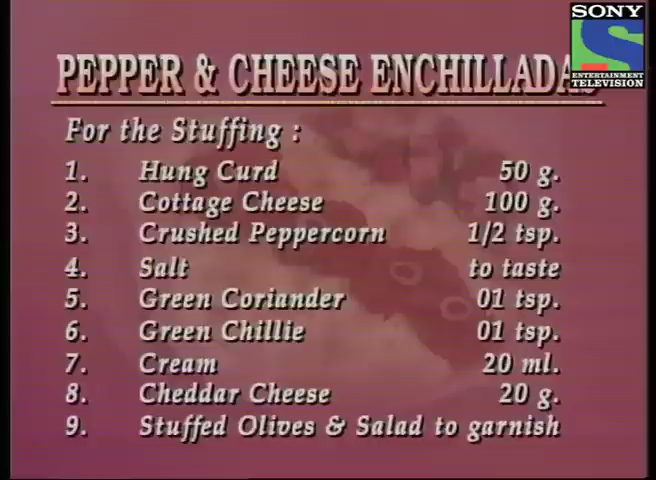 SONY
ENTERTAINMENT
TELEVISION
PEPPER & CHEESE ENCHILLADAS
For the Stuffing :
1. Hung Curd 50 g.
2. Cottage Cheese 100 g.
3. Crushed Peppercorn 1/2 tsp.
4. Salt to taste
5. Green Coriander 01 tsp.
6. Green Chillie 01 tsp.
7. Cream 20 ml.
8. Cheddar Cheese 20 g.
9. Stuffed Olives & Salad to garnish